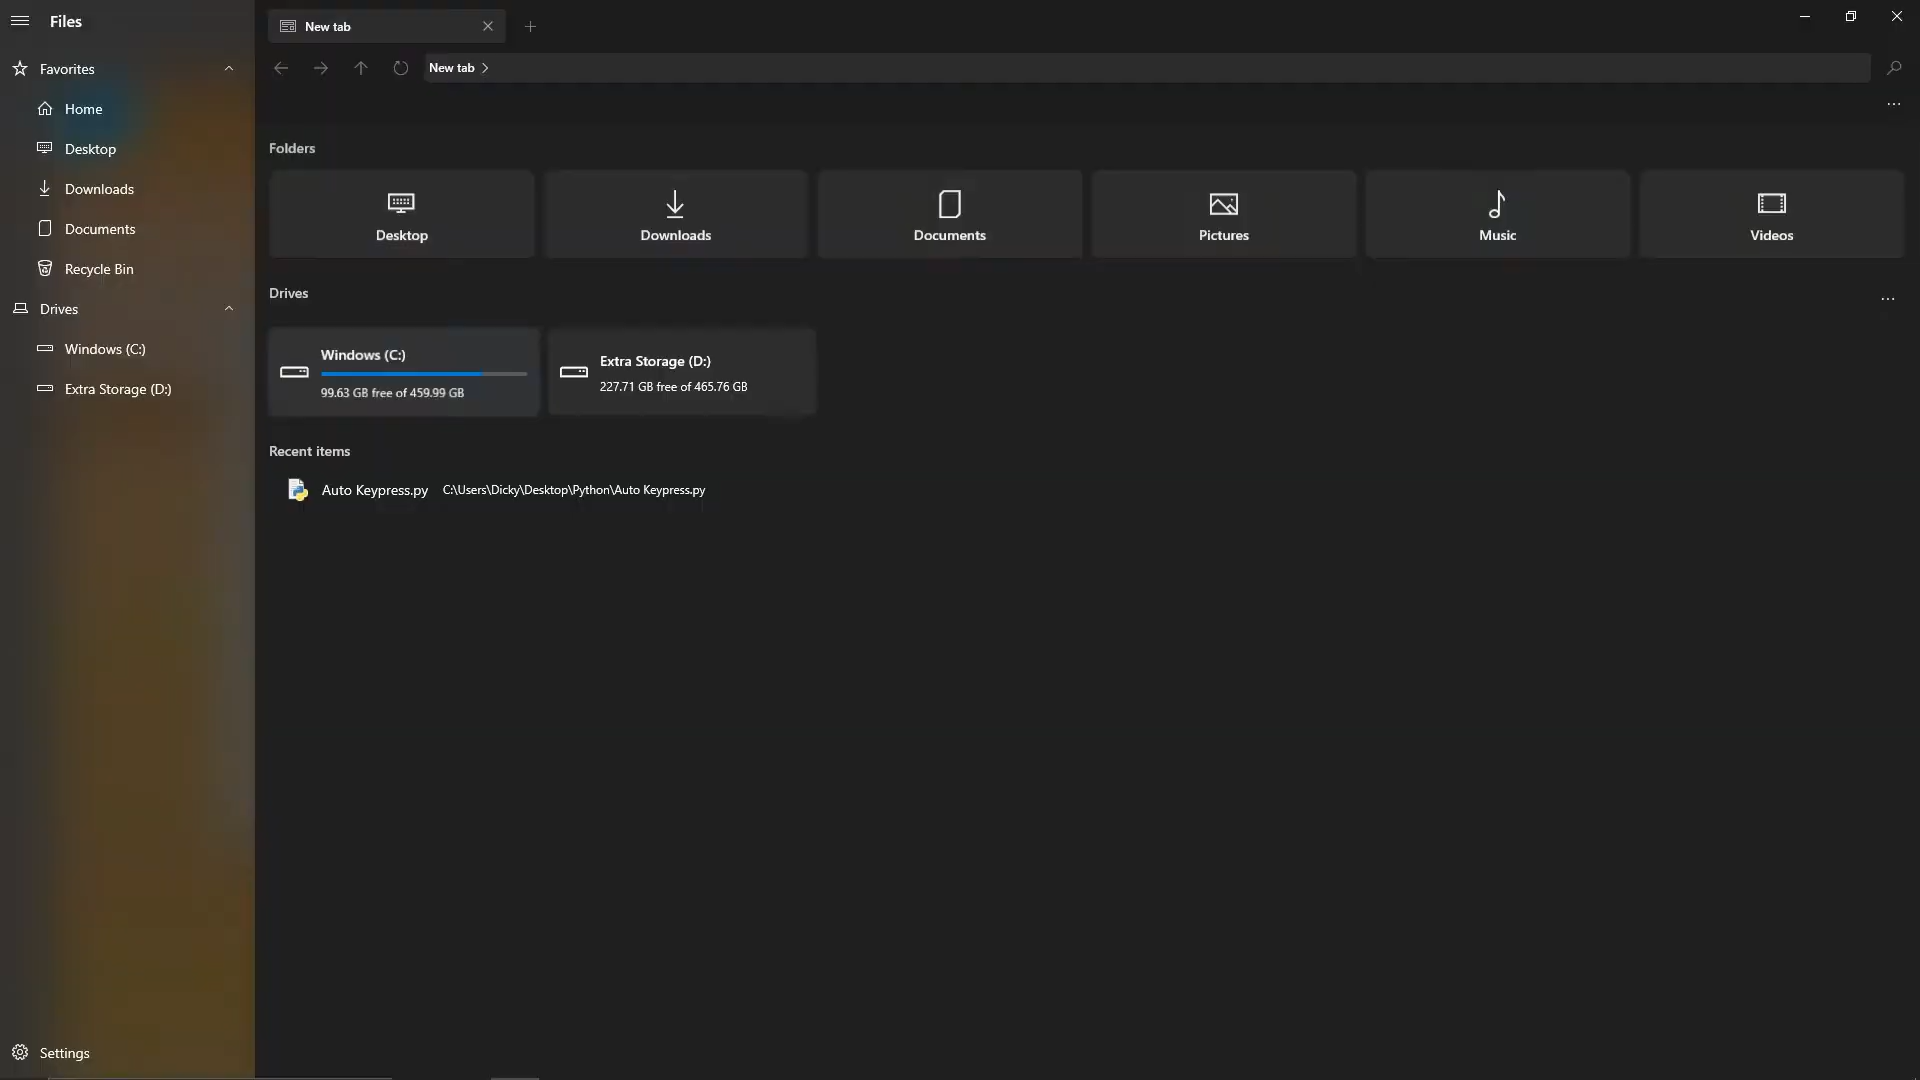 Files
New tab
Favorites
New tab
Home
Desktop
Downloads
Documents
Recycle Bin
Drives
Windows (C:)
Extra Storage (D:)
Settings
Folders
Desktop
Downloads
Documents
Pictures
Music
Videos
Drives
Windows (C:)
99.63 GB free of 459.99 GB
Extra Storage (D:)
227.71 GB free of 465.76 GB
Recent items
Auto Keypress.py C:\Users\Dicky\Desktop\Python\Auto Keypress.py